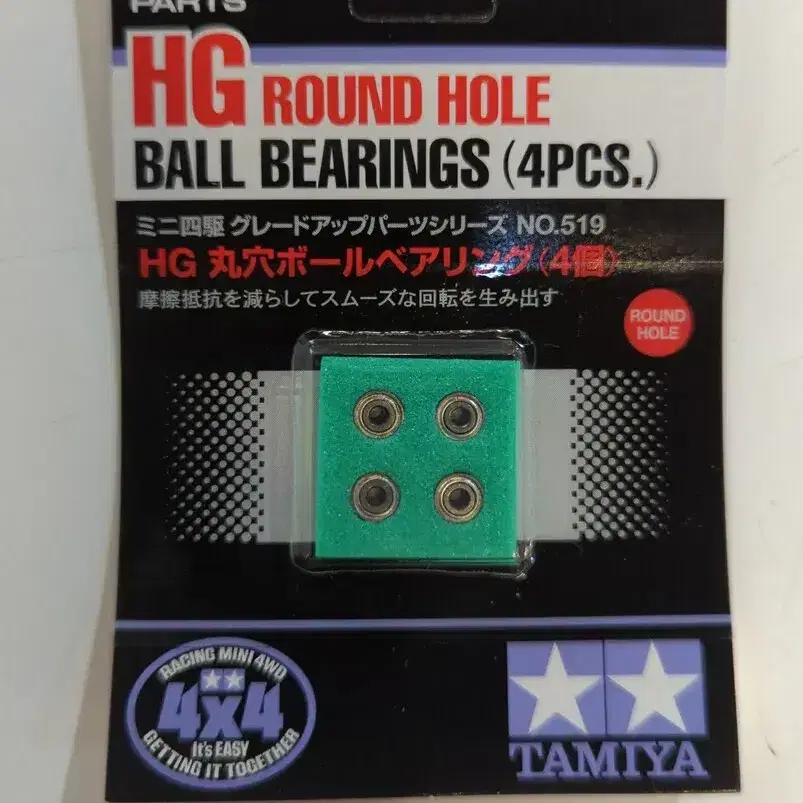 PARTS
HG ROUND HOLE
BALL BEARINGS (4PCS.)
ミニ四駆 グレードアップパーツシリーズ NO.519
HG 丸穴ボールベアリング(4個)
摩擦抵抗を減らしてスムーズな回転を生み出す
ROUND
HOLE
RACING MINI 4WD
4x4
It's EASY
GETTING IT TOGETHER
TAMIYA